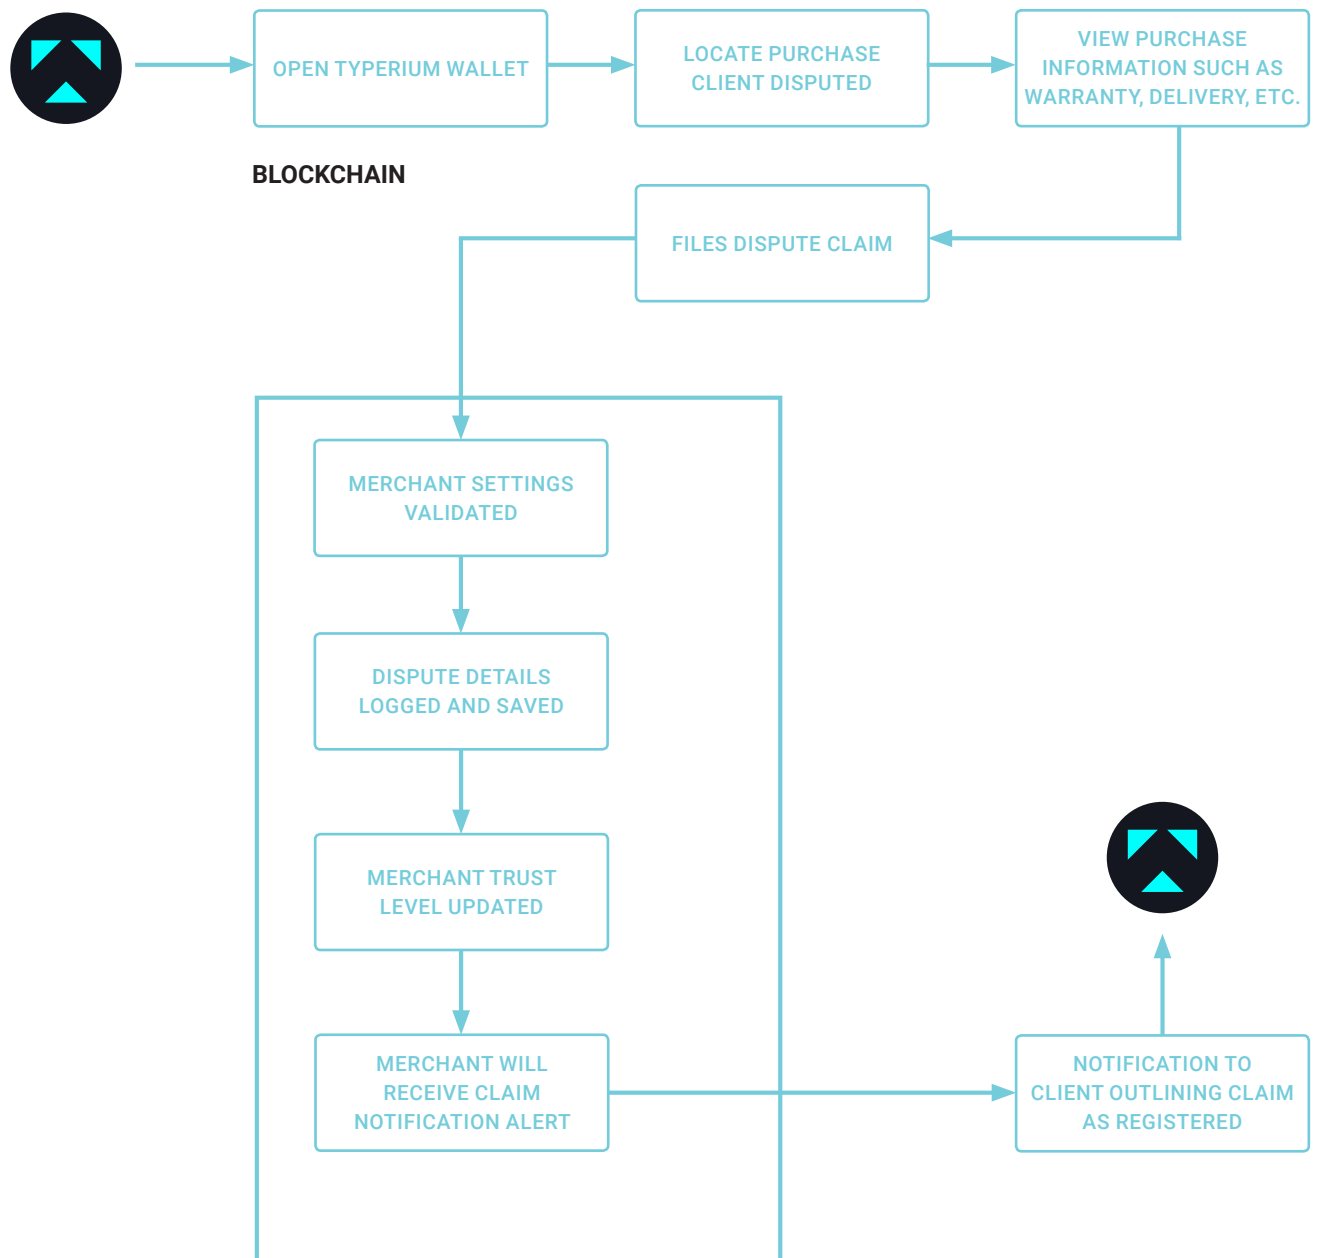 OPEN TYPERIUM WALLET
LOCATE PURCHASE
CLIENT DISPUTED
VIEW PURCHASE
INFORMATION SUCH AS
WARRANTY, DELIVERY, ETC.
BLOCKCHAIN
FILES DISPUTE CLAIM
MERCHANT SETTINGS
VALIDATED
DISPUTE DETAILS
LOGGED AND SAVED
MERCHANT TRUST
LEVEL UPDATED
MERCHANT WILL
RECEIVE CLAIM
NOTIFICATION ALERT
NOTIFICATION TO
CLIENT OUTLINING CLAIM
AS REGISTERED